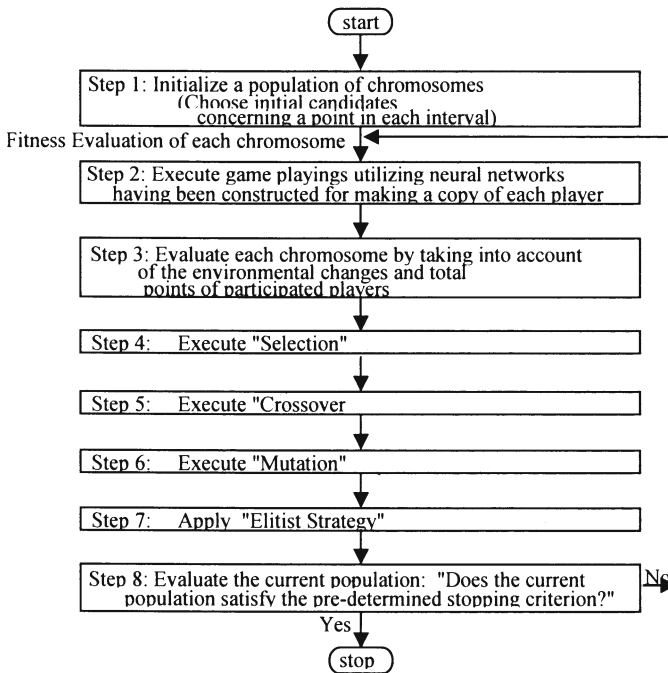 start
Step 1: Initialize a population of chromosomes
(Choose initial candidates
concerning a point in each interval)
Fitness Evaluation of each chromosome
Step 2: Execute game playings utilizing neural networks
having been constructed for making a copy of each player
Step 3: Evaluate each chromosome by taking into account
of the environmental changes and total
points of participated players
Step 4: Execute "Selection"
Step 5: Execute "Crossover
Step 6: Execute "Mutation"
Step 7: Apply "Elitist Strategy"
Step 8: Evaluate the current population: "Does the current
population satisfy the pre-determined stopping criterion?"
No
Yes
stop